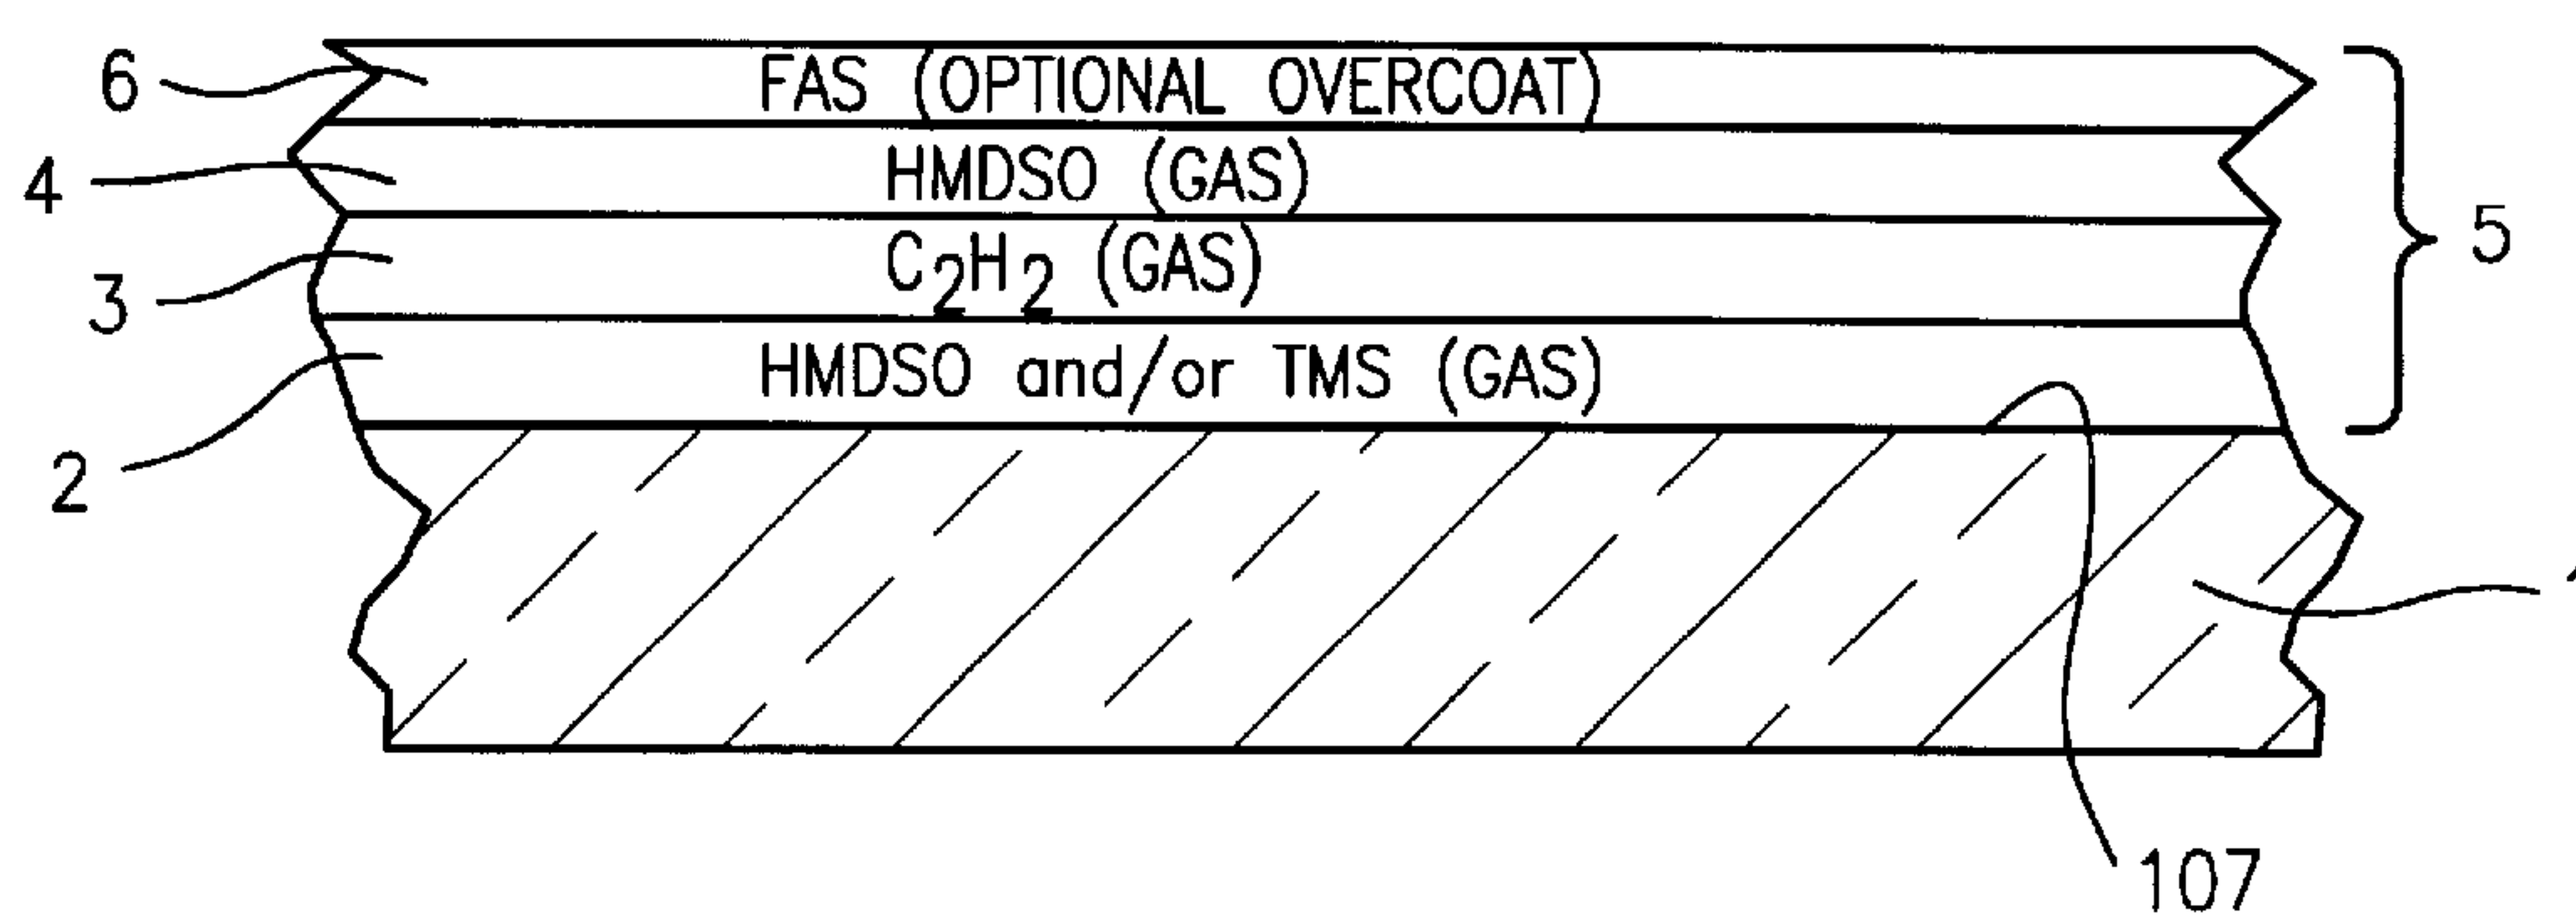 6 FAS (OPTIONAL OVERCOAT)
4 HMDSO (GAS)
5
3 C2H2 (GAS)
2 HMDSO and/or TMS (GAS)
107